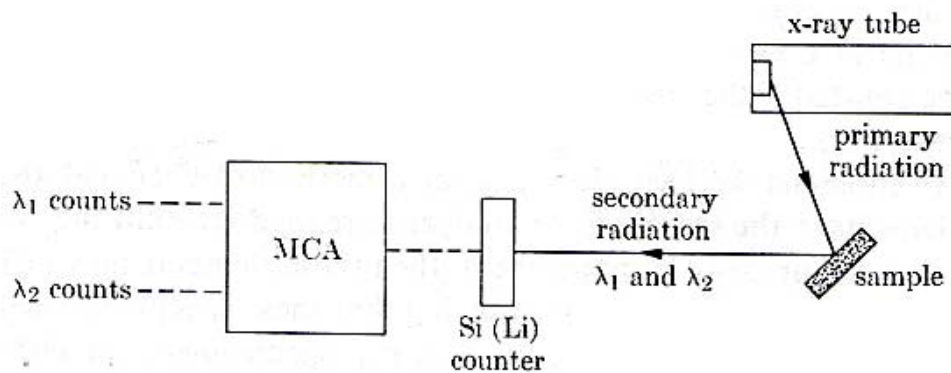 x-ray tube
primary
radiation
λ₁ counts
λ₂ counts
MCA
secondary
radiation
λ₁ and λ₂
sample
Si (Li)
counter